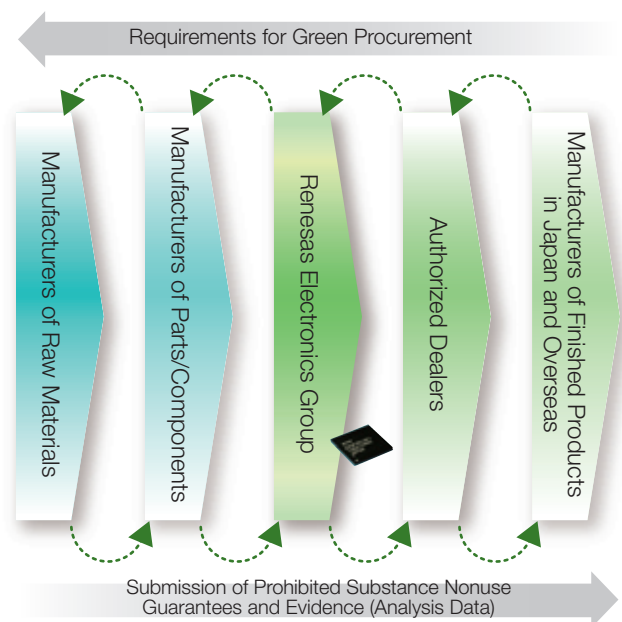 Requirements for Green Procurement
Manufacturers of Raw Materials
Manufacturers of Parts/Components
Renesas Electronics Group
Authorized Dealers
Manufacturers of Finished Products
in Japan and Overseas
Submission of Prohibited Substance Nonuse
Guarantees and Evidence (Analysis Data)